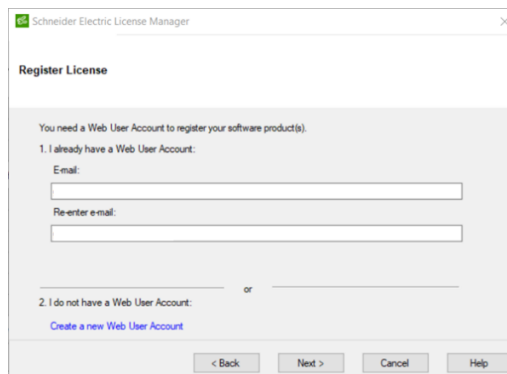 Schneider Electric License Manager
Register License
You need a Web User Account to register your software product(s).
1. I already have a Web User Account:
E-mail:
Re-enter e-mail:
or
2. I do not have a Web User Account:
Create a new Web User Account
< Back Next > Cancel Help